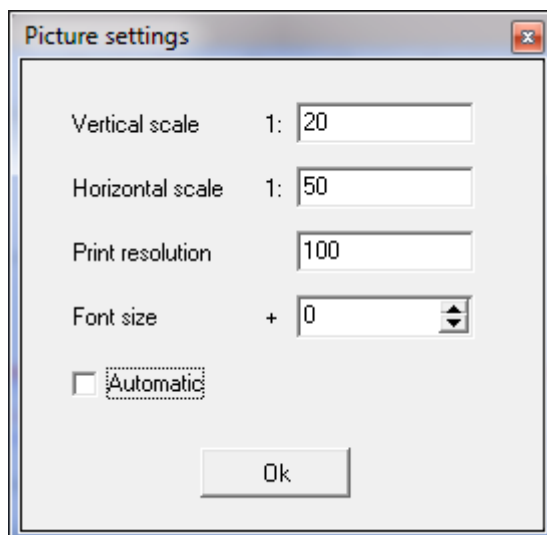 Picture settings
Vertical scale 1: 20
Horizontal scale 1: 50
Print resolution 100
Font size + 0
Automatic
Ok